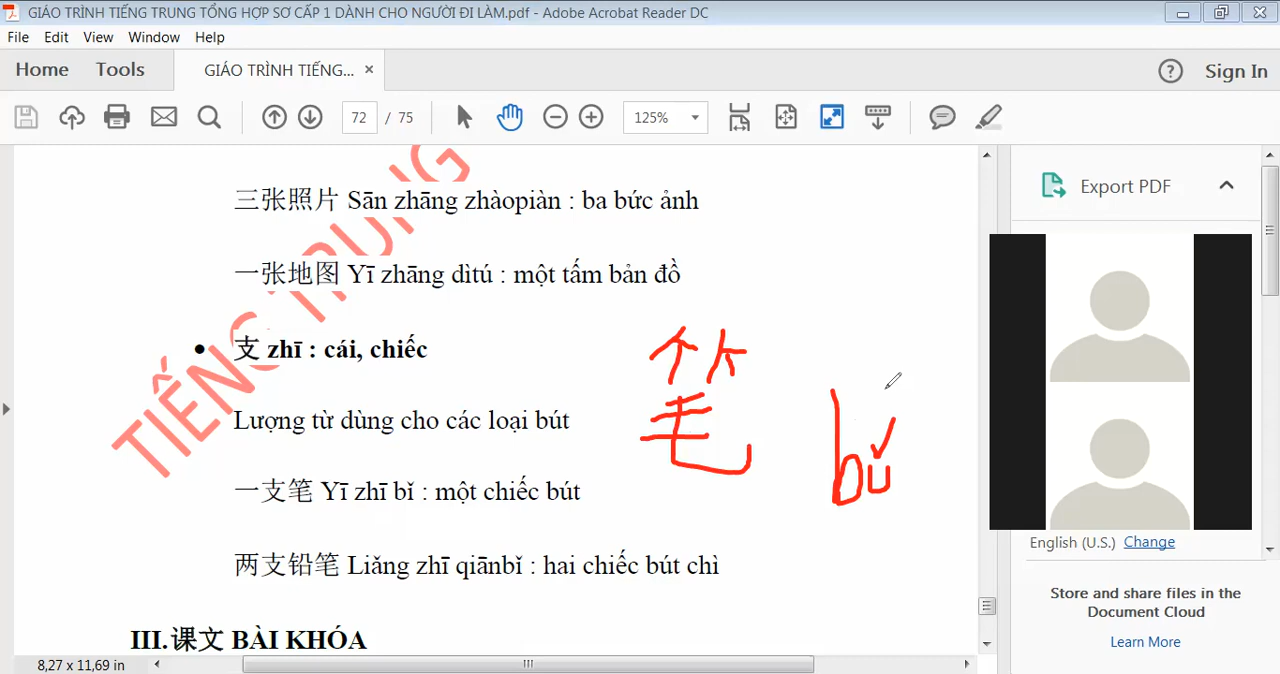 GIÁO TRÌNH TIẾNG TRUNG TỔNG HỢP SƠ CẤP 1 DÀNH CHO NGƯỜI ĐI LÀM.pdf - Adobe Acrobat Reader DC
File Edit View Window Help
Home Tools GIÁO TRÌNH TIẾNG... × Sign In
72 / 75 125%
三张照片 Sān zhāng zhàopiàn : ba bức ảnh
一张地图 Yī zhāng dìtú : một tấm bản đồ
• 支 zhī : cái, chiếc
Lượng từ dùng cho các loại bút
一支笔 Yī zhī bǐ : một chiếc bút
两支铅笔 Liǎng zhī qiānbǐ : hai chiếc bút chì
III.课文 BÀI KHÓA
TIẾNG TRUNG
笔
bǔ
8,27 x 11,69 in
Export PDF
English (U.S.) Change
Store and share files in the
Document Cloud
Learn More